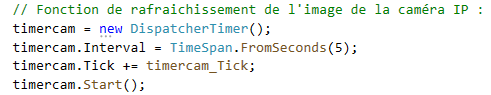 // Fonction de rafraichissement de l'image de la caméra IP :
timercam = new DispatcherTimer();
timercam.Interval = TimeSpan.FromSeconds(5);
timercam.Tick += timercam_Tick;
timercam.Start();